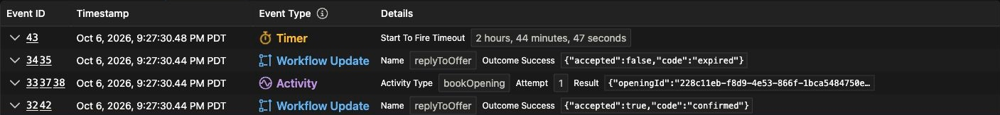 Event ID Timestamp Event Type Details
43 Oct 6, 2026, 9:27:30.48 PM PDT Timer Start To Fire Timeout 2 hours, 44 minutes, 47 seconds
34 35 Oct 6, 2026, 9:27:30.44 PM PDT Workflow Update Name replyToOffer Outcome Success {"accepted":false,"code":"expired"}
33 37 38 Oct 6, 2026, 9:27:30.44 PM PDT Activity Activity Type bookOpening Attempt 1 Result {"openingId":"228c11eb-f8d9-4e53-866f-1bca5484750e…
32 42 Oct 6, 2026, 9:27:30.44 PM PDT Workflow Update Name replyToOffer Outcome Success {"accepted":true,"code":"confirmed"}